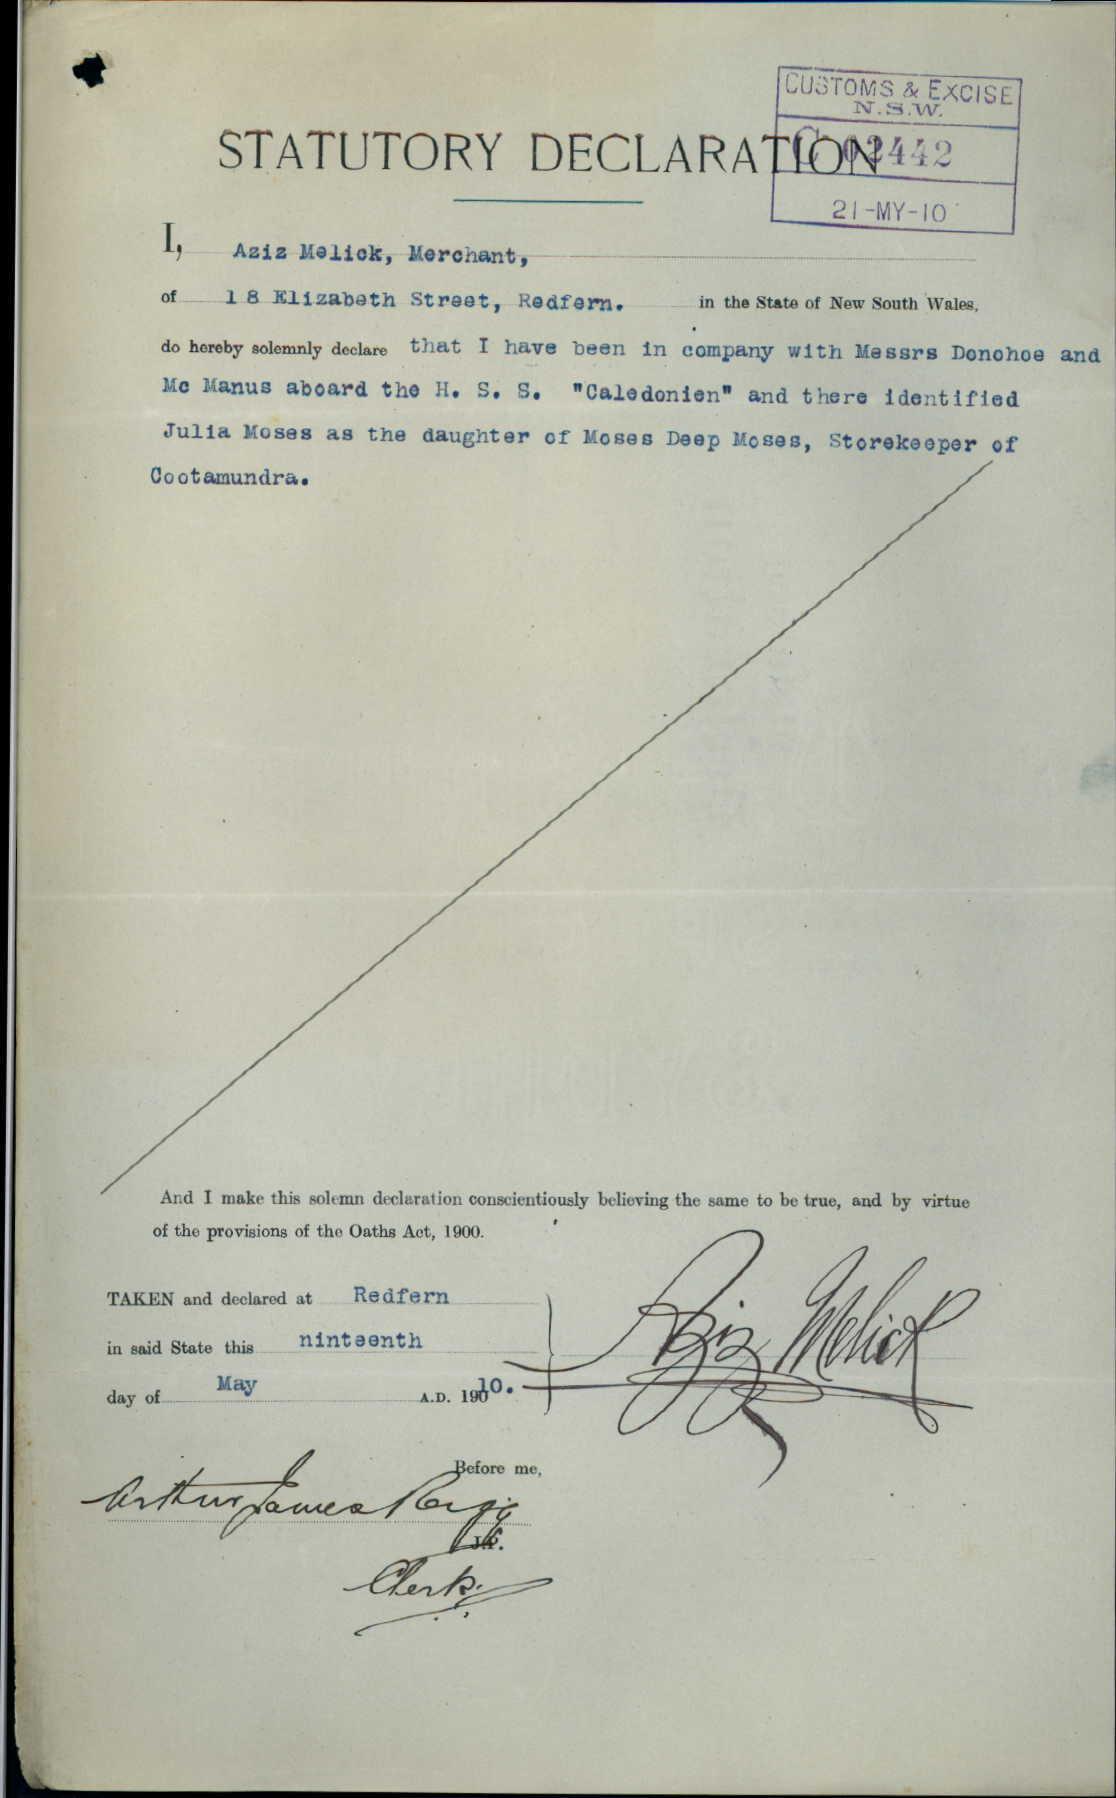 CUSTOMS & EXCISE
N.S.W.
C 02442
21-MY-10
STATUTORY DECLARATION
I, Aziz Melick, Merchant,
of 18 Elizabeth Street, Redfern. in the State of New South Wales,
do hereby solemnly declare that I have been in company with Messrs Donohoe and
Mc Manus aboard the H. S. S. "Caledonien" and there identified
Julia Moses as the daughter of Moses Deep Moses, Storekeeper of
Cootamundra.
And I make this solemn declaration conscientiously believing the same to be true, and by virtue
of the provisions of the Oaths Act, 1900.
TAKEN and declared at Redfern
in said State this ninteenth
day of May A.D. 190 10.
Aziz Melick
Before me,
Arthur James
Clerk